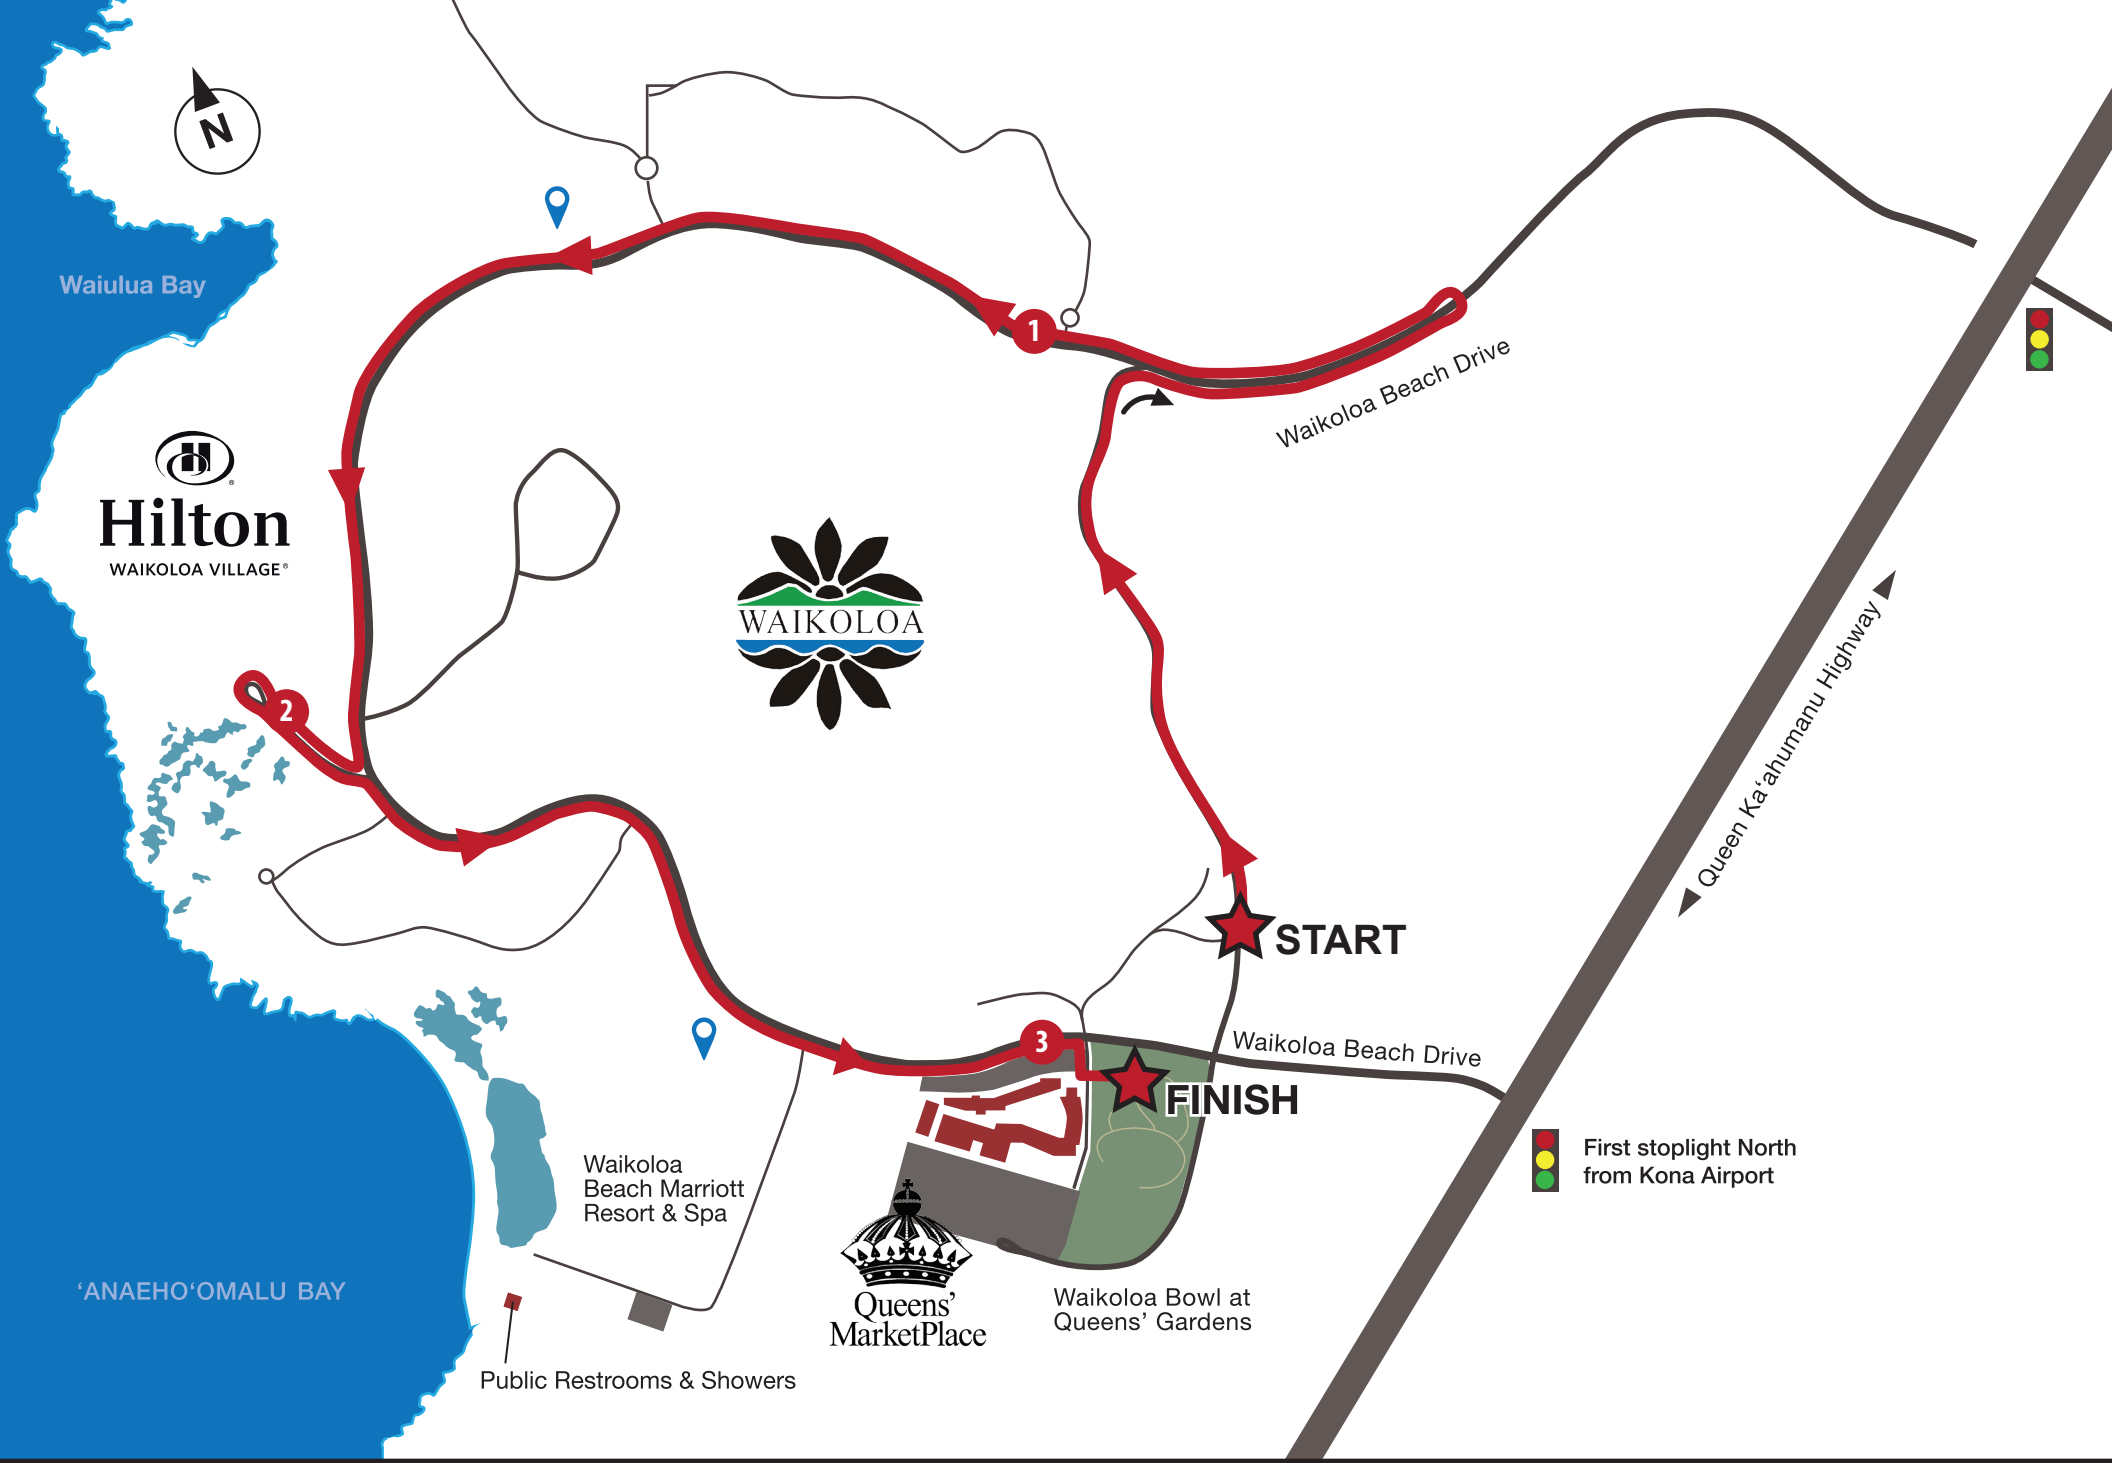 N
Waiulua Bay
1
Waikoloa Beach Drive
H
Hilton
WAIKOLOA VILLAGE®
WAIKOLOA
2
Queen Ka‘ahumanu Highway
START
3
Waikoloa Beach Drive
FINISH
First stoplight North
from Kona Airport
Waikoloa
Beach Marriott
Resort & Spa
‘ANAEHO‘OMALU BAY
Queens’
MarketPlace
Waikoloa Bowl at
Queens’ Gardens
Public Restrooms & Showers